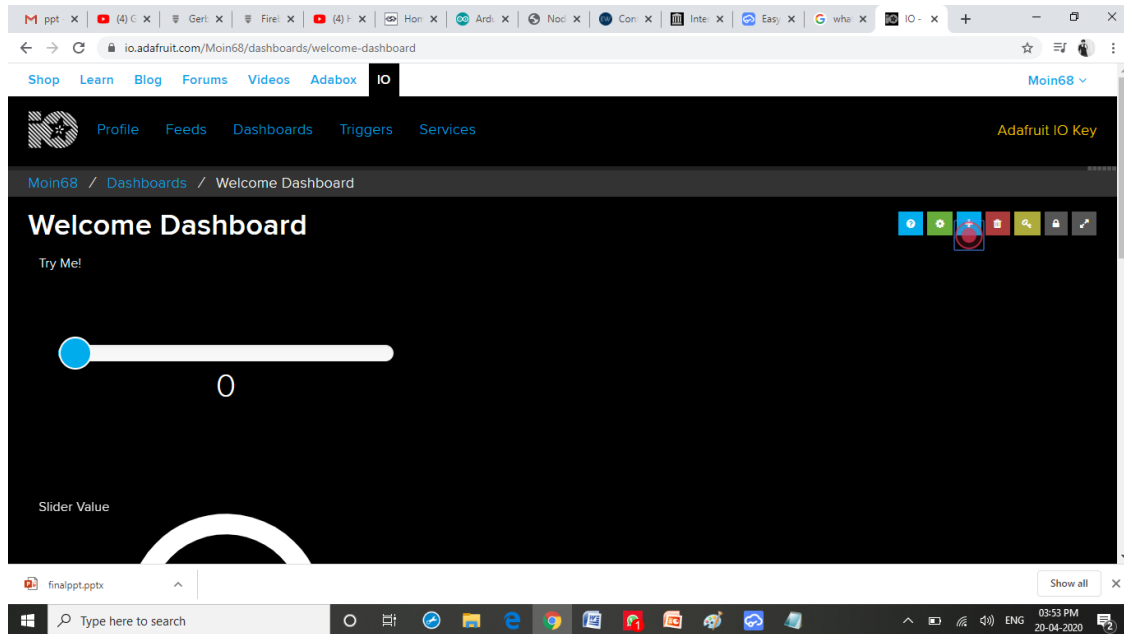 ppt - (4) G Gerb Firel (4) H Hon Ardu Nod Con Inte Easy wha IO -
io.adafruit.com/Moin68/dashboards/welcome-dashboard
Shop Learn Blog Forums Videos Adabox IO Moin68
io Profile Feeds Dashboards Triggers Services Adafruit IO Key
Moin68 / Dashboards / Welcome Dashboard
Welcome Dashboard
Try Me!
0
Slider Value
finalppt.pptx Show all
Type here to search ENG 03:53 PM
20-04-2020 2